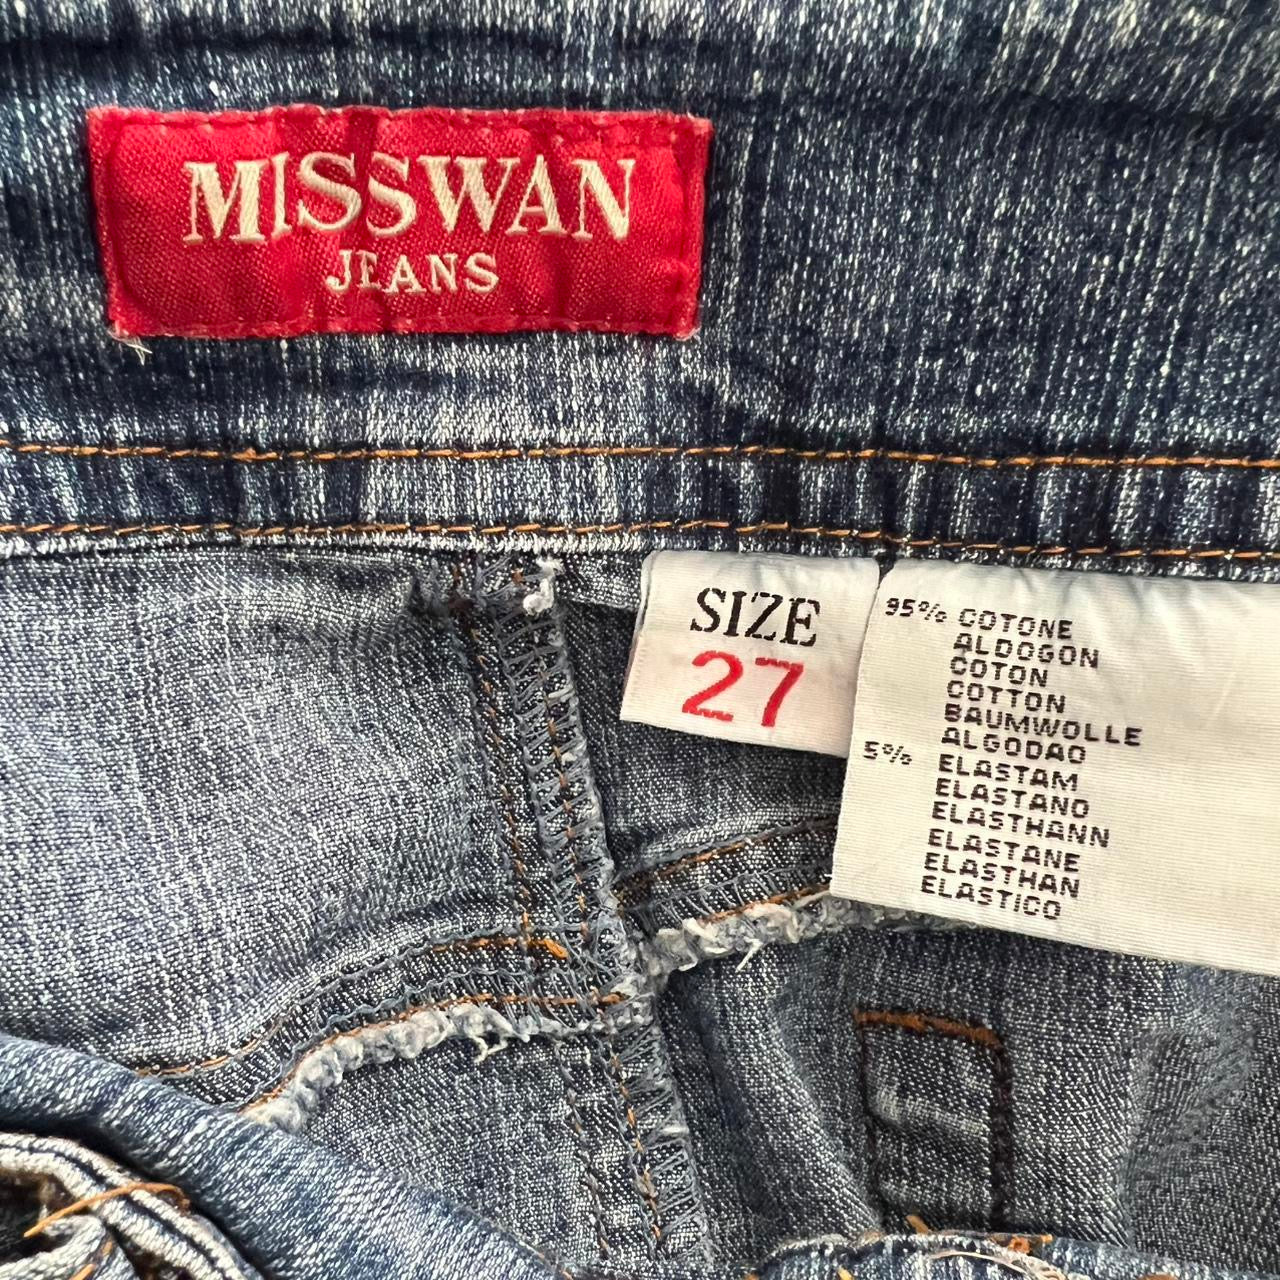 MISSWAN
JEANS
SIZE
27
95% COTONE
ALDOGON
COTON
COTTON
BAUMWOLLE
ALGODAO
5% ELASTAM
ELASTANO
ELASTHANN
ELASTANE
ELASTHAN
ELASTICO